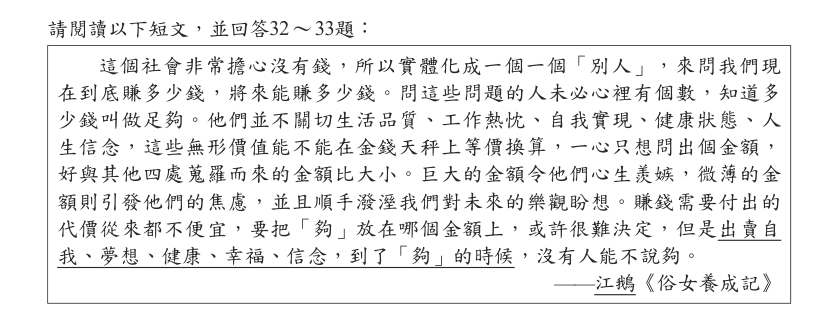 請閱讀以下短文，並回答32～33題：
這個社會非常擔心沒有錢，所以實體化成一個一個「別人」，來問我們現
在到底賺多少錢，將來能賺多少錢。問這些問題的人未必心裡有個數，知道多
少錢叫做足夠。他們並不關切生活品質、工作熱忱、自我實現、健康狀態、人
生信念，這些無形價值能不能在金錢天秤上等價換算，一心只想問出個金額，
好與其他四處蒐羅而來的金額比大小。巨大的金額令他們心生羨嫉，微薄的金
額則引發他們的焦慮，並且順手潑溼我們對未來的樂觀盼想。賺錢需要付出的
代價從來都不便宜，要把「夠」放在哪個金額上，或許很難決定，但是出賣自
我、夢想、健康、幸福、信念，到了「夠」的時候，沒有人能不說夠。
——江鵝《俗女養成記》